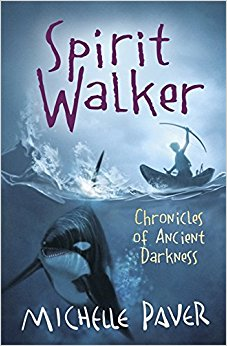 Spirit
Walker
Chronicles
of Ancient
Darkness
MICHELLE PAVER